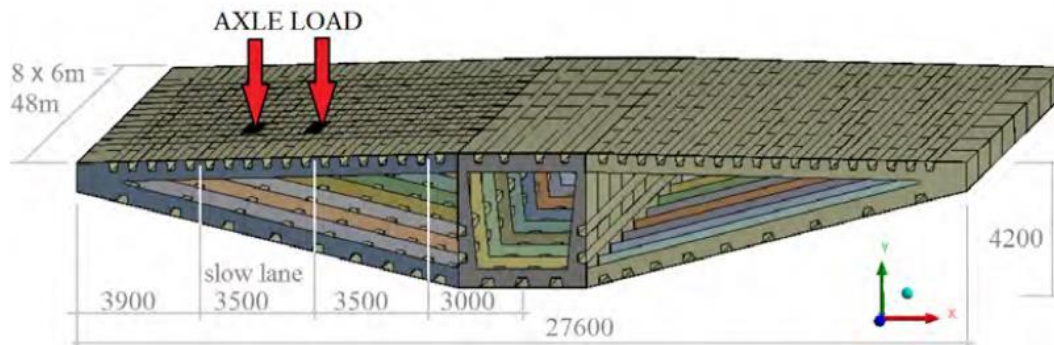 AXLE LOAD
8 x 6m =
48m
slow lane
3900
3500
3500
3000
27600
4200
Y
X